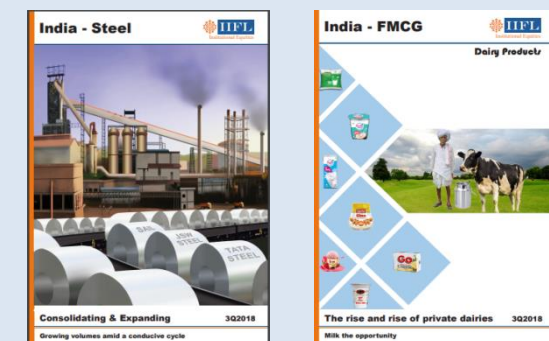 India - Steel
IIFL
Institutional Equities
SAIL
JSW
STEEL
TATA
STEEL
Consolidating & Expanding 3Q2018
Growing volumes amid a conducive cycle
India - FMCG
IIFL
Institutional Equities
Dairy Products
Go
The rise and rise of private dairies 3Q2018
Milk the opportunity